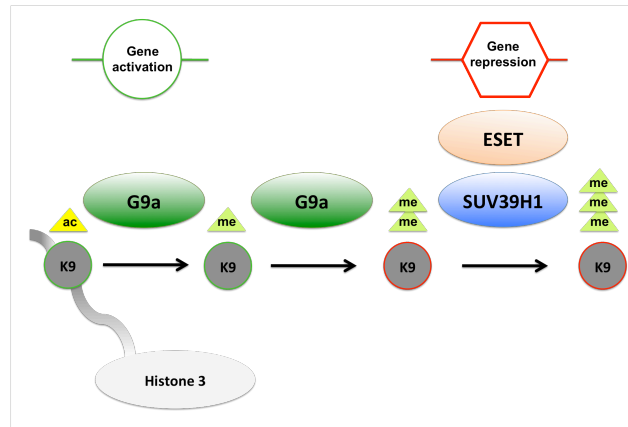 Gene
activation
Gene
repression
ESET
G9a
G9a
SUV39H1
ac
me
me
me
me
me
me
K9
K9
K9
K9
Histone 3